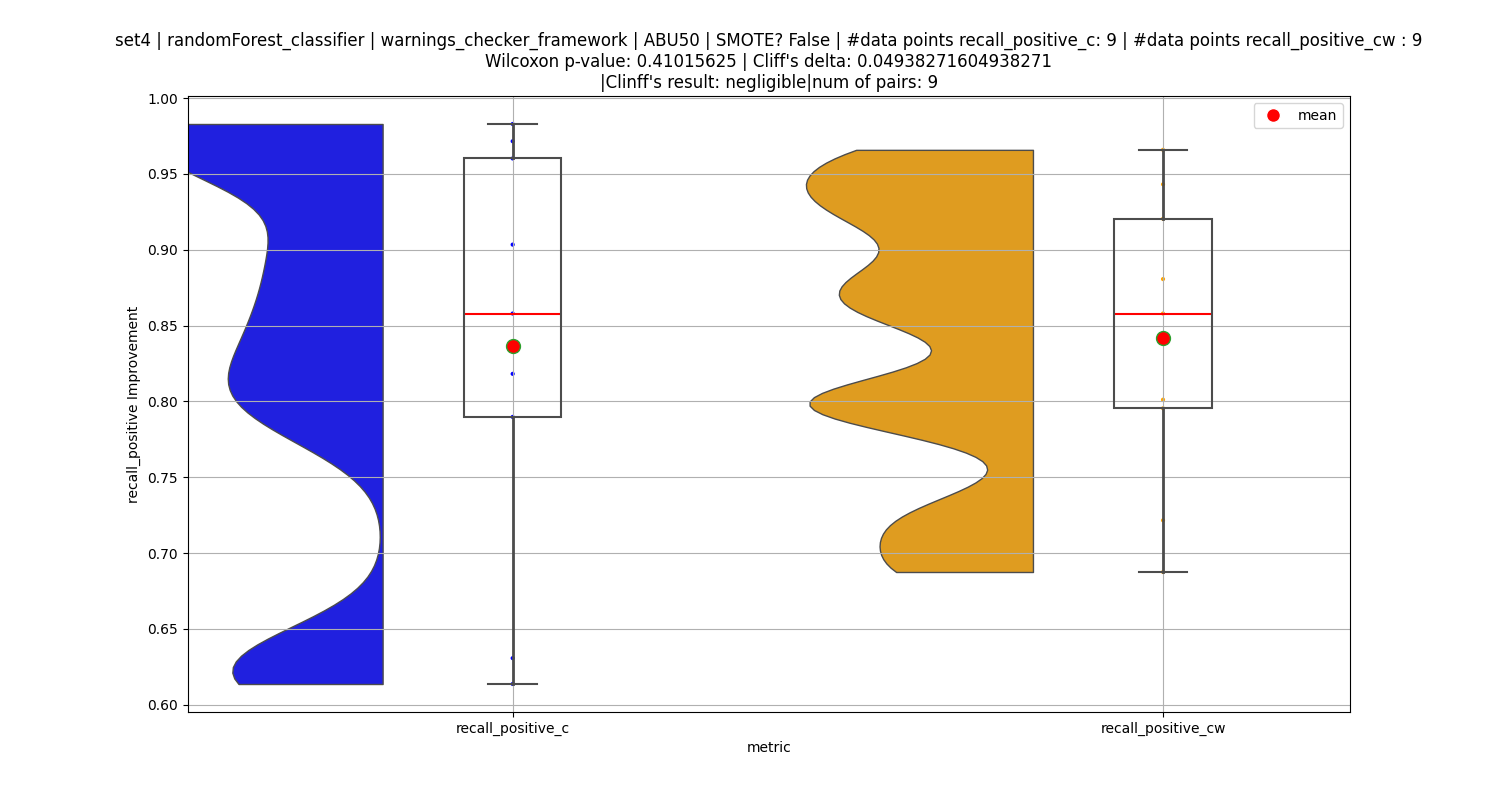 set4 | randomForest_classifier | warnings_checker_framework | ABU50 | SMOTE? False | #data points recall_positive_c: 9 | #data points recall_positive_cw : 9
Wilcoxon p-value: 0.41015625 | Cliff's delta: 0.04938271604938271
|Clinff's result: negligible|num of pairs: 9
mean
recall_positive Improvement
1.00
0.95
0.90
0.85
0.80
0.75
0.70
0.65
0.60
recall_positive_c
recall_positive_cw
metric